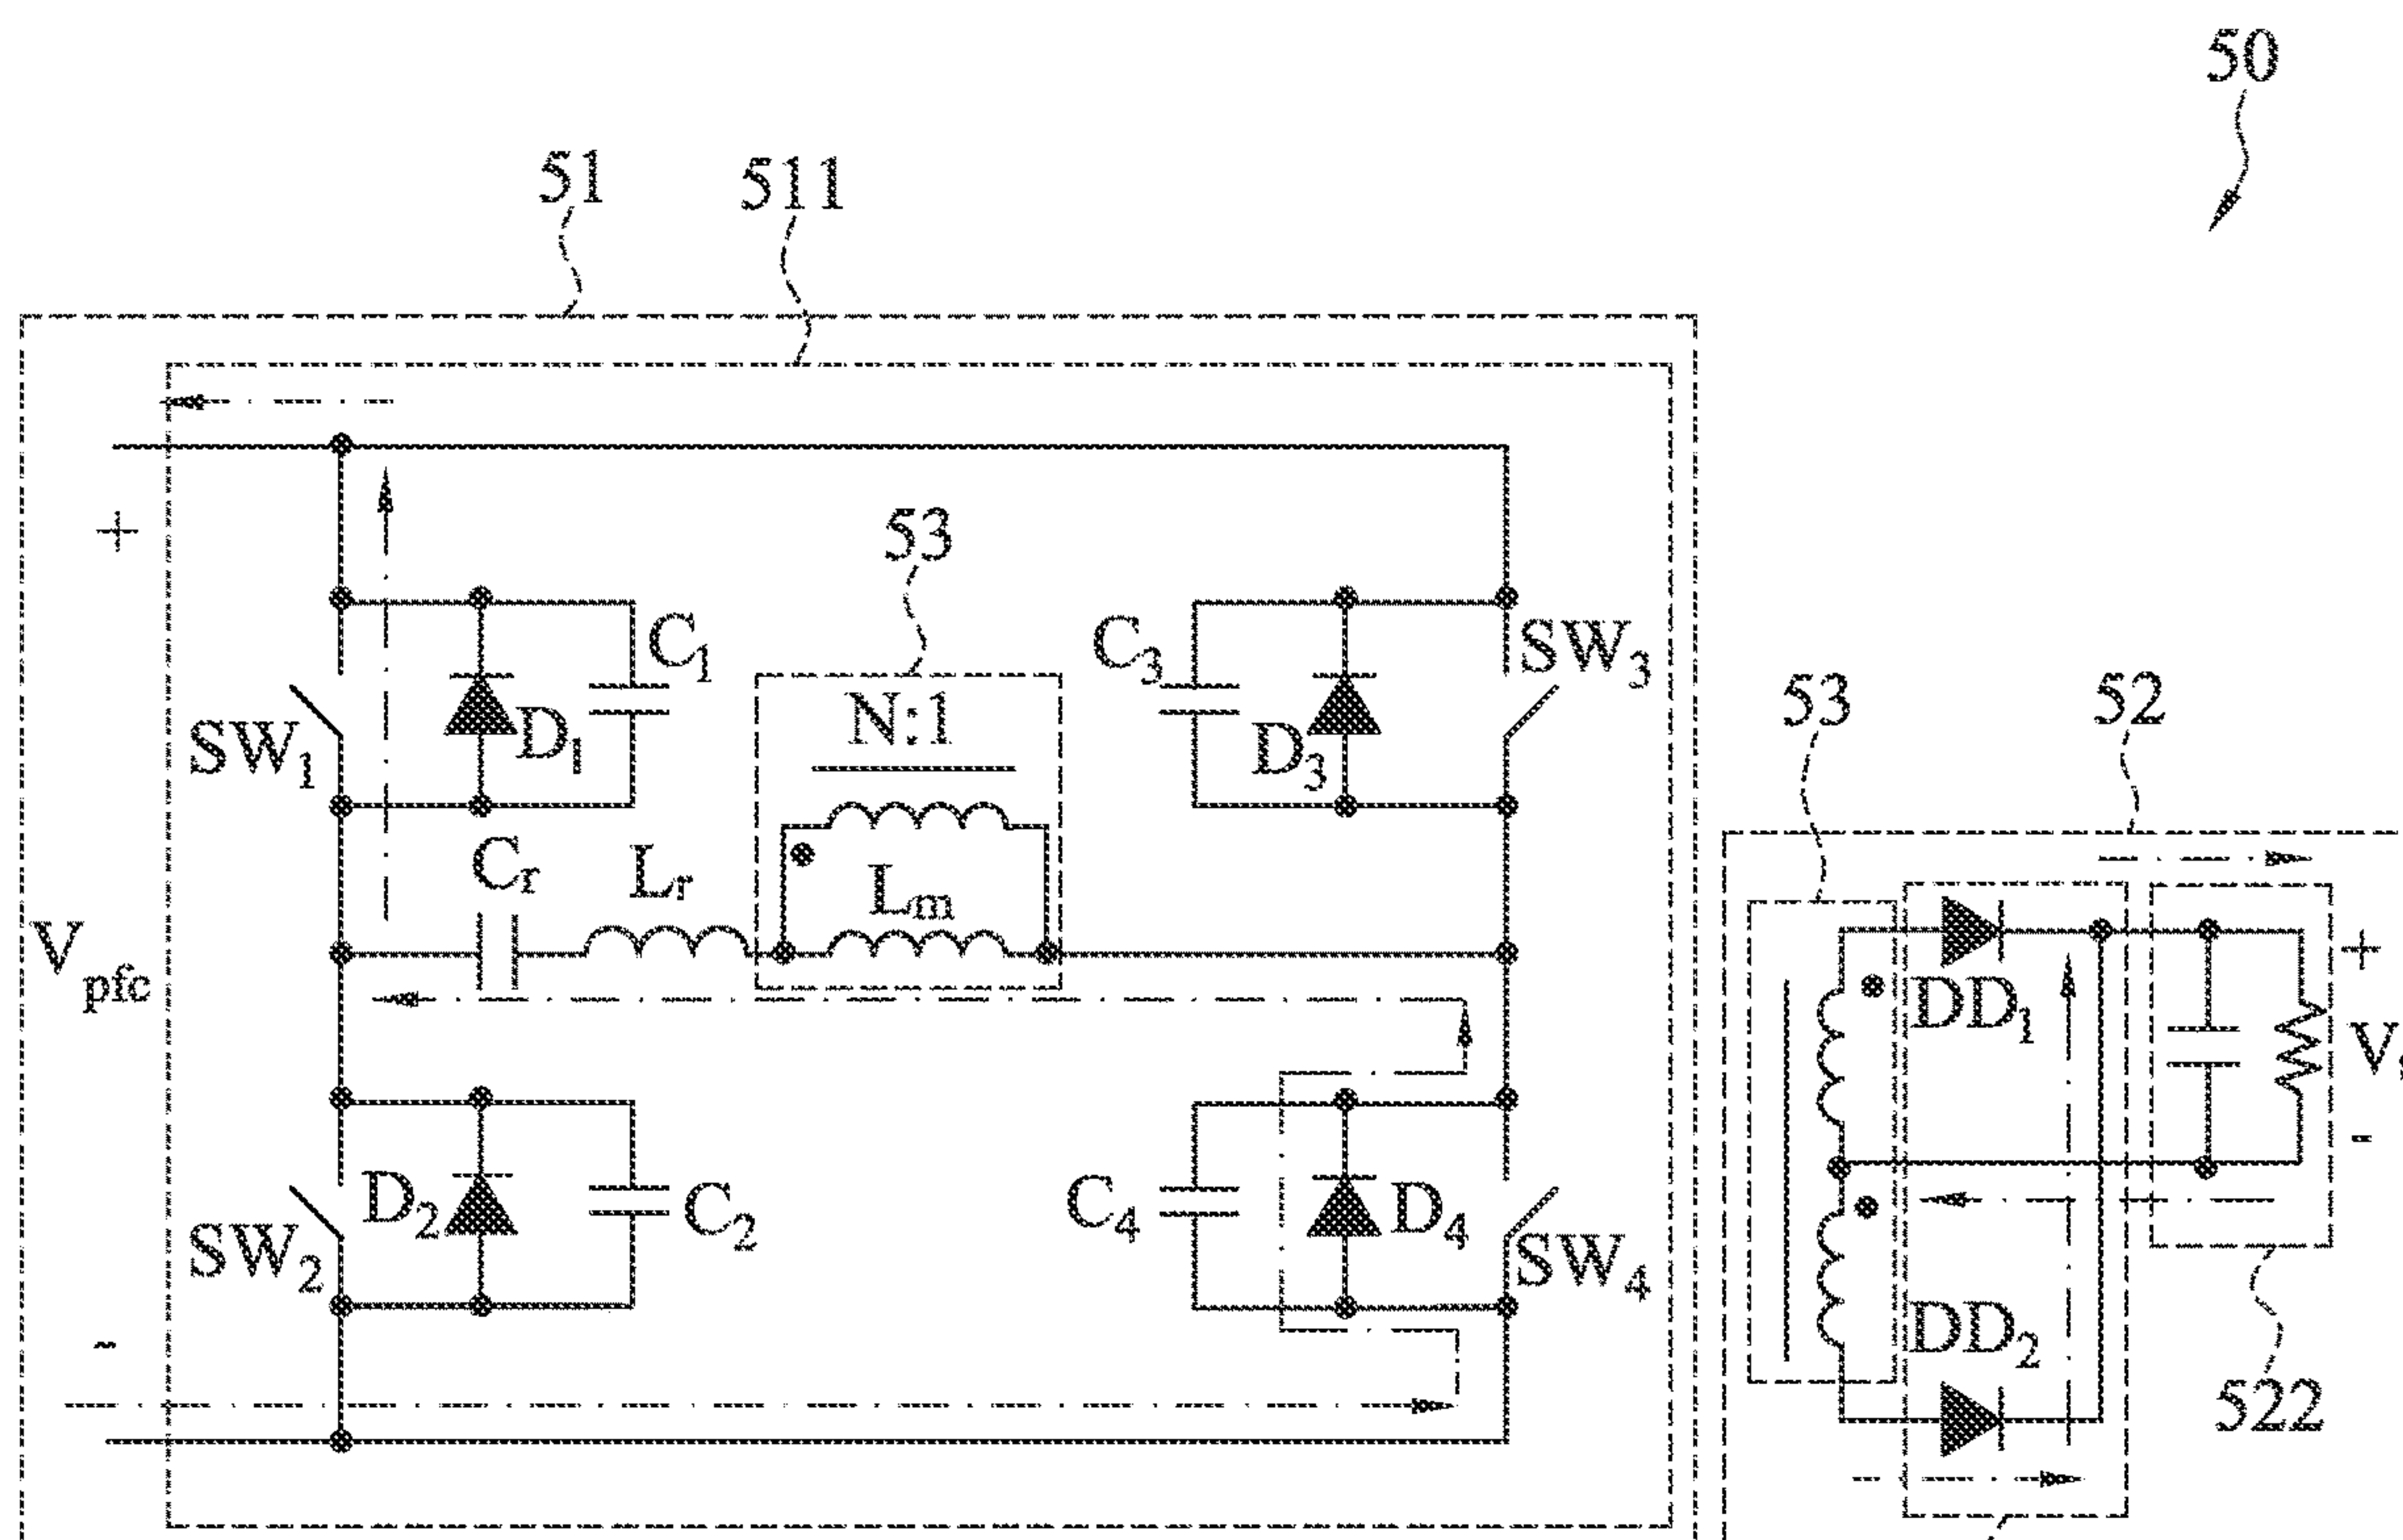 50
51
511
+
53
C₁
C₃
SW₃
N:1
53
52
SW₁
D₁
D₃
Cᵣ
Lᵣ
Lₘ
V_pfc
DD₁
+
-
D₂
C₂
C₄
D₄
SW₂
SW₄
DD₂
-
522